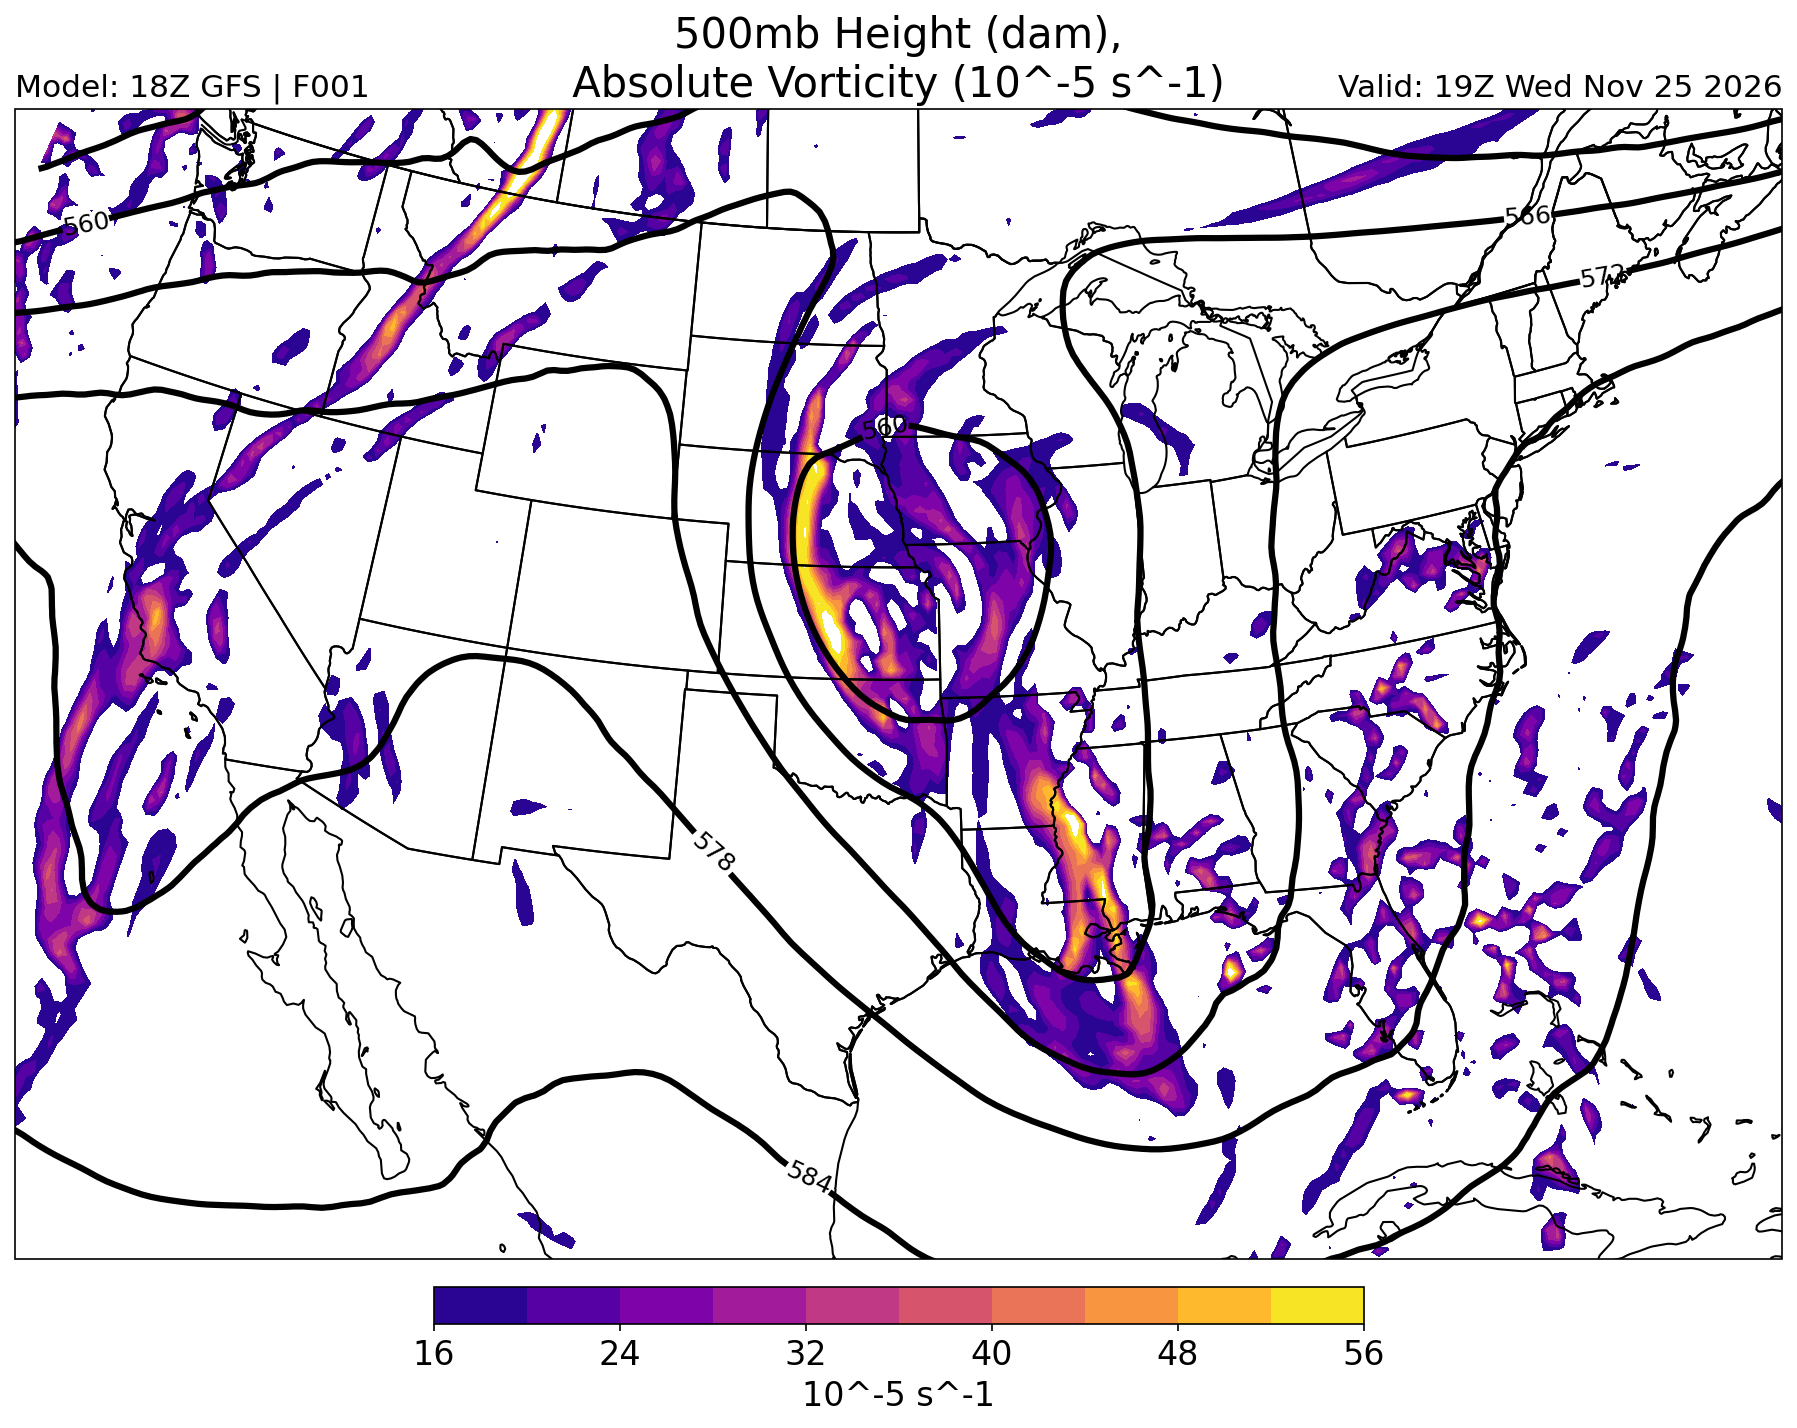 500mb Height (dam),
Model: 18Z GFS | F001
Absolute Vorticity (10^-5 s^-1)
Valid: 19Z Wed Nov 25 2026
560
566
572
560
578
584
16 24 32 40 48 56
10^-5 s^-1